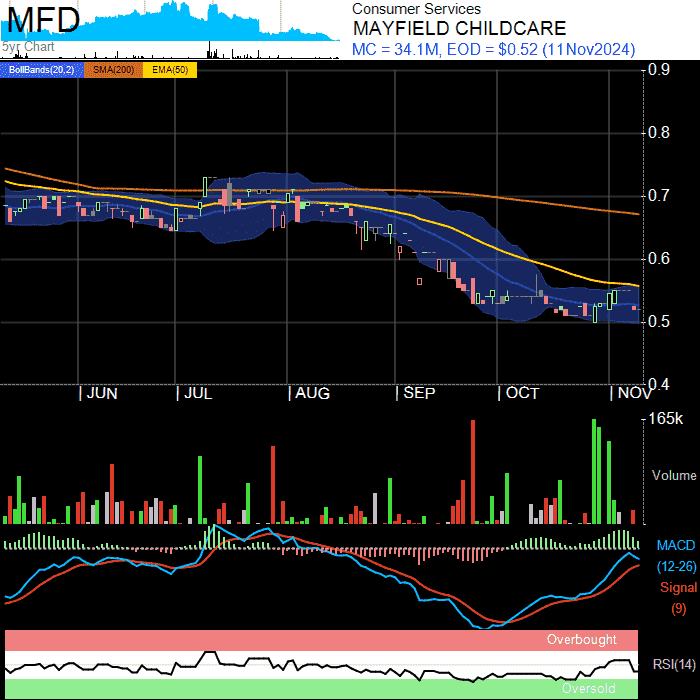 MFD
5yr Chart
Consumer Services
MAYFIELD CHILDCARE
MC = 34.1M, EOD = $0.52 (11Nov2024)
BollBands(20,2) SMA(200) EMA(50)
0.9
0.8
0.7
0.6
0.5
0.4
JUN JUL AUG SEP OCT NOV
165k
Volume
MACD
(12-26)
Signal
(9)
Overbought
RSI(14)
Oversold